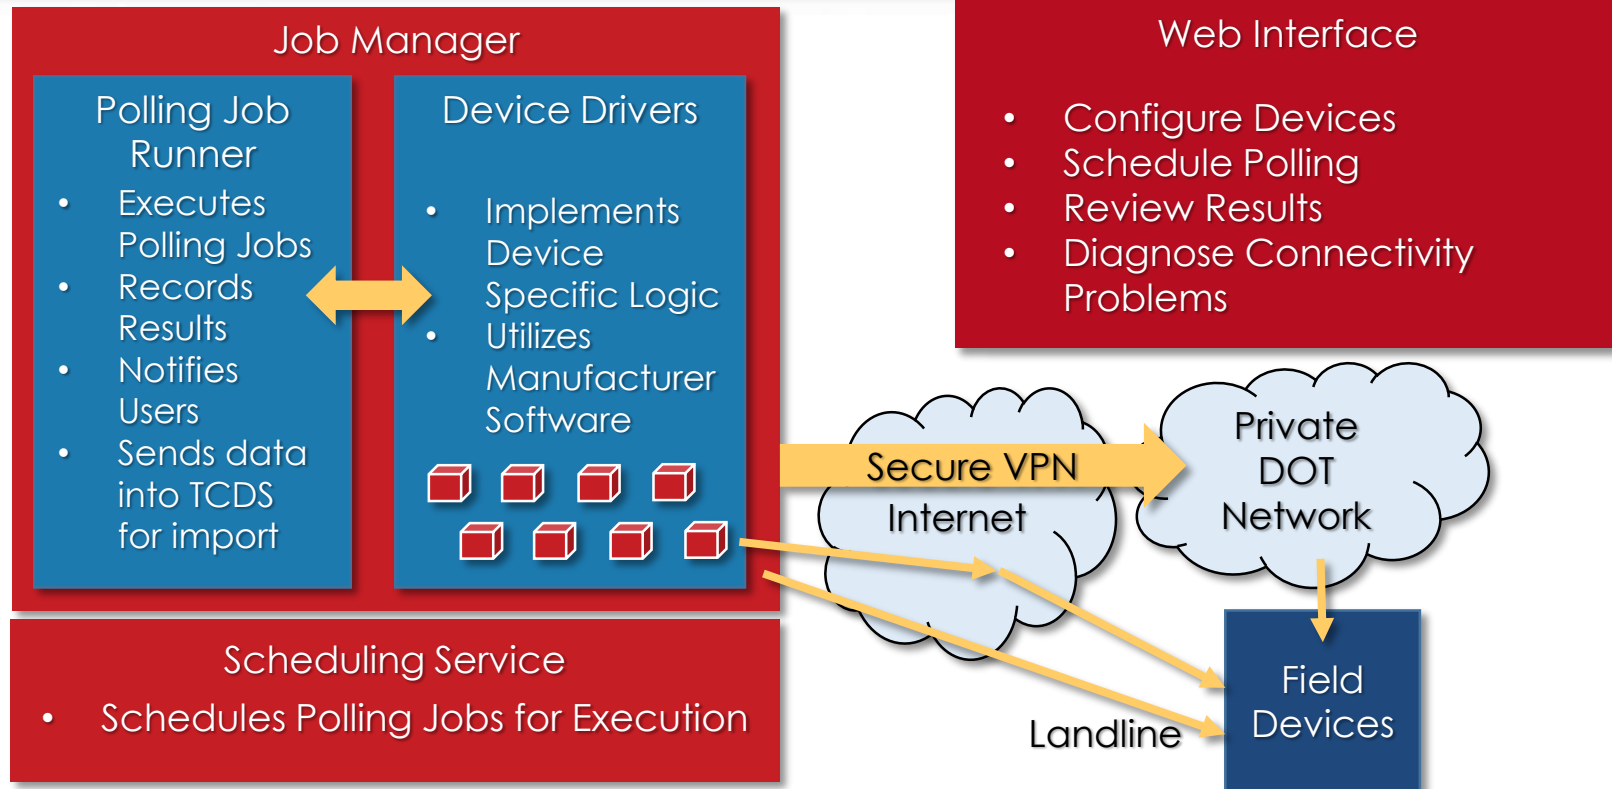 Job Manager
Polling Job
Runner
• Executes
Polling Jobs
• Records
Results
• Notifies
Users
• Sends data
into TCDS
for import
Device Drivers
• Implements
Device
Specific Logic
• Utilizes
Manufacturer
Software
Scheduling Service
• Schedules Polling Jobs for Execution
Web Interface
• Configure Devices
• Schedule Polling
• Review Results
• Diagnose Connectivity
Problems
Secure VPN
Internet
Private
DOT
Network
Landline
Field
Devices